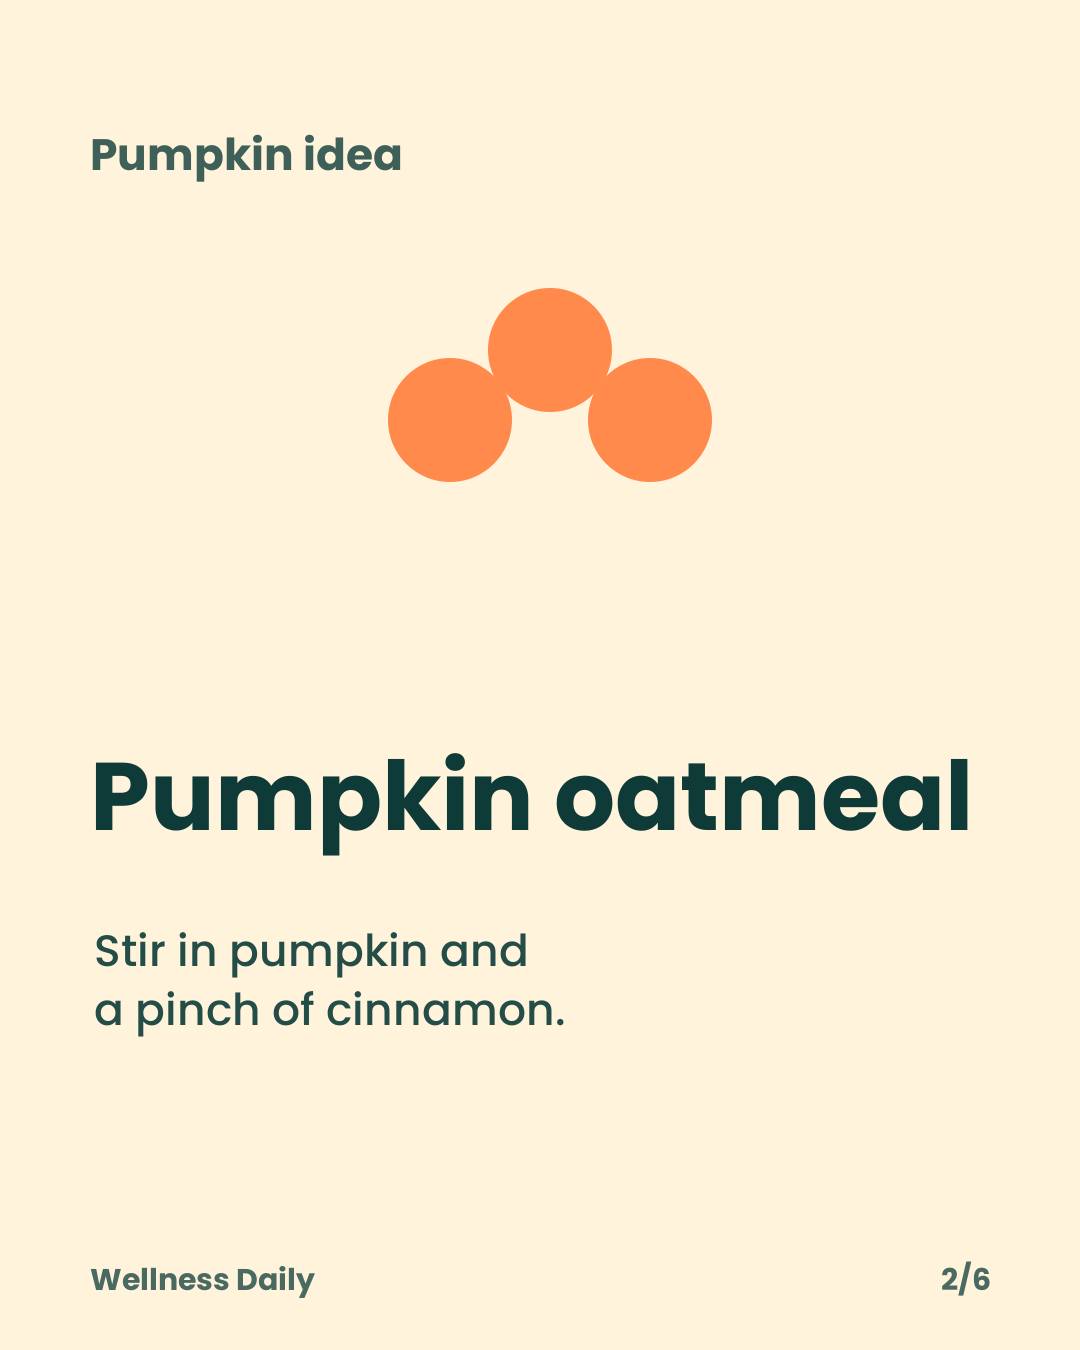 Pumpkin idea
Pumpkin oatmeal
Stir in pumpkin and
a pinch of cinnamon.
Wellness Daily
2/6